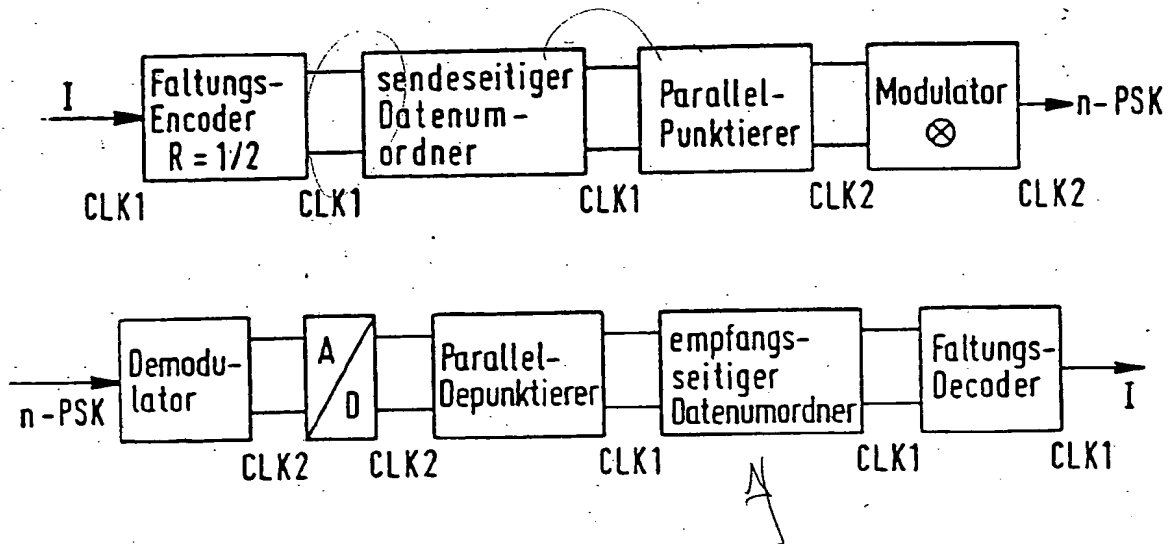 I
Faltungs-
Encoder
R = 1/2
sendeseitiger
Datenum-
ordner
Parallel-
Punktierer
Modulator
n-PSK
CLK1
CLK1
CLK1
CLK2
CLK2
n-PSK
Demodu-
lator
A
D
Parallel-
Depunktierer
empfangs-
seitiger
Datenumordner
Faltungs-
Decoder
I
CLK2
CLK2
CLK1
CLK1
CLK1